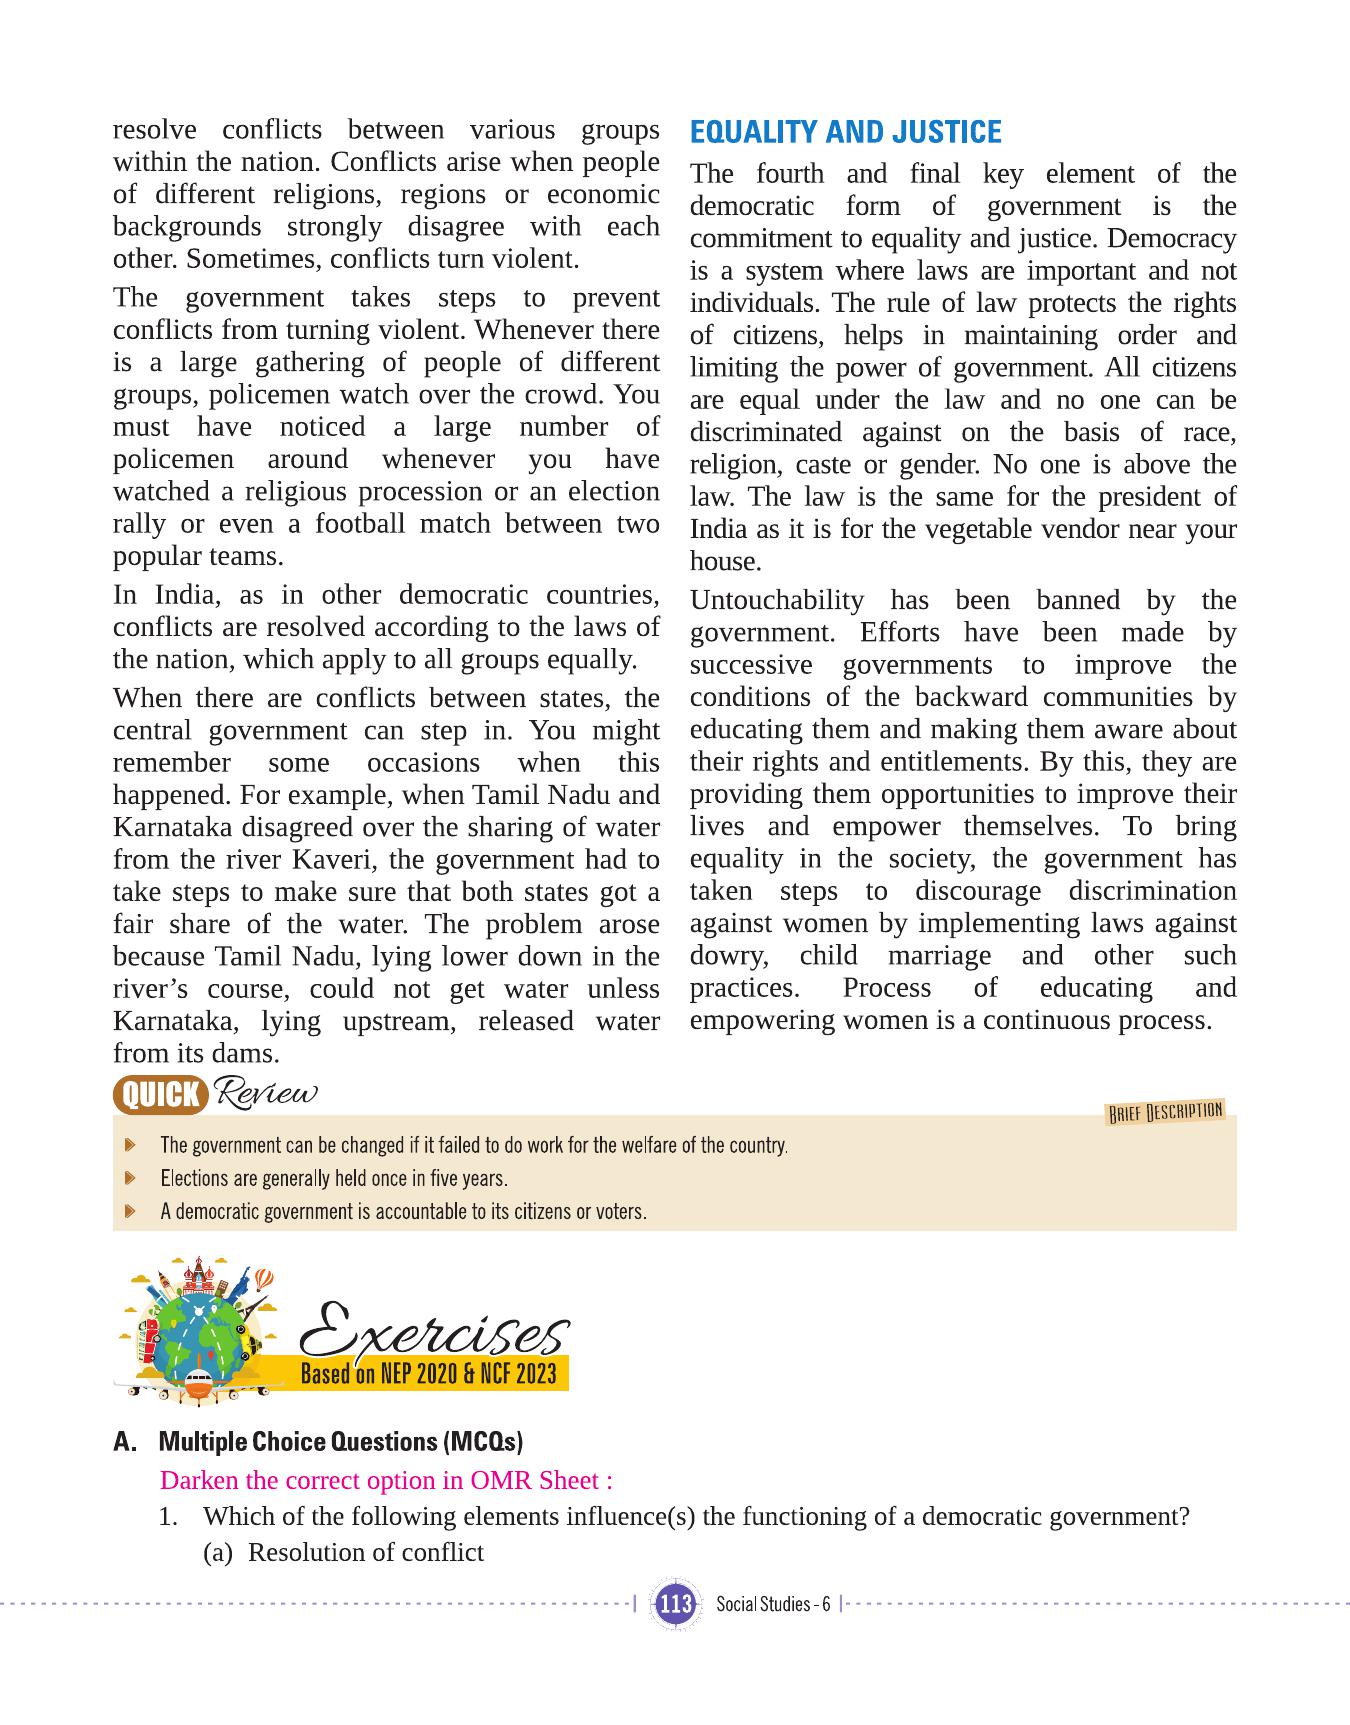 resolve conflicts between various groups
within the nation. Conflicts arise when people
of different religions, regions or economic
backgrounds strongly disagree with each
other. Sometimes, conflicts turn violent.
The government takes steps to prevent
conflicts from turning violent. Whenever there
is a large gathering of people of different
groups, policemen watch over the crowd. You
must have noticed a large number of
policemen around whenever you have
watched a religious procession or an election
rally or even a football match between two
popular teams.
In India, as in other democratic countries,
conflicts are resolved according to the laws of
the nation, which apply to all groups equally.
When there are conflicts between states, the
central government can step in. You might
remember some occasions when this
happened. For example, when Tamil Nadu and
Karnataka disagreed over the sharing of water
from the river Kaveri, the government had to
take steps to make sure that both states got a
fair share of the water. The problem arose
because Tamil Nadu, lying lower down in the
river’s course, could not get water unless
Karnataka, lying upstream, released water
from its dams.
EQUALITY AND JUSTICE
The fourth and final key element of the
democratic form of government is the
commitment to equality and justice. Democracy
is a system where laws are important and not
individuals. The rule of law protects the rights
of citizens, helps in maintaining order and
limiting the power of government. All citizens
are equal under the law and no one can be
discriminated against on the basis of race,
religion, caste or gender. No one is above the
law. The law is the same for the president of
India as it is for the vegetable vendor near your
house.
Untouchability has been banned by the
government. Efforts have been made by
successive governments to improve the
conditions of the backward communities by
educating them and making them aware about
their rights and entitlements. By this, they are
providing them opportunities to improve their
lives and empower themselves. To bring
equality in the society, the government has
taken steps to discourage discrimination
against women by implementing laws against
dowry, child marriage and other such
practices. Process of educating and
empowering women is a continuous process.
QUICK Review
BRIEF DESCRIPTION
The government can be changed if it failed to do work for the welfare of the country.
Elections are generally held once in five years.
A democratic government is accountable to its citizens or voters.
Exercises
Based on NEP 2020 & NCF 2023
A. Multiple Choice Questions (MCQs)
Darken the correct option in OMR Sheet :
1. Which of the following elements influence(s) the functioning of a democratic government?
(a) Resolution of conflict
113 Social Studies - 6